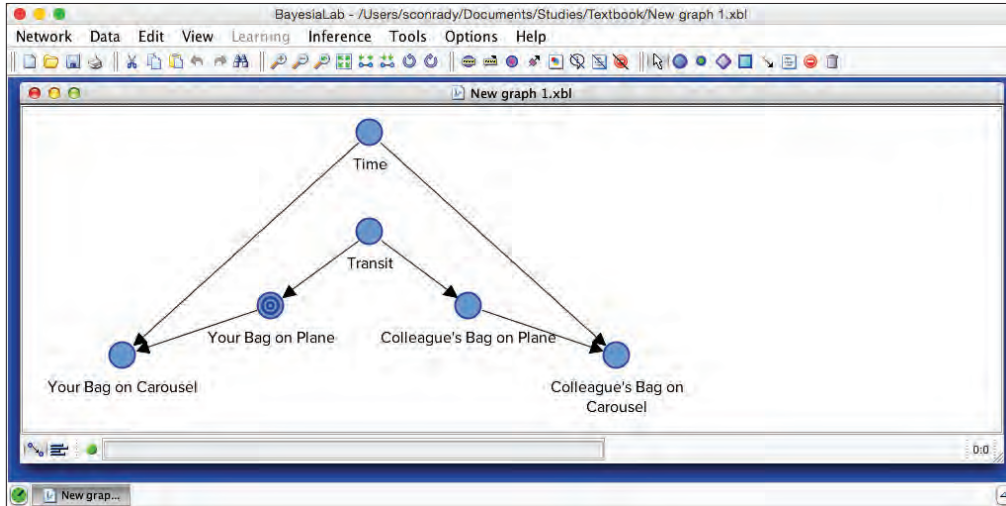 BayesiaLab - /Users/sconrady/Documents/Studies/Textbook/New graph 1.xbl
Network Data Edit View Learning Inference Tools Options Help
New graph 1.xbl
Time
Transit
Your Bag on Plane
Colleague's Bag on Plane
Your Bag on Carousel
Colleague's Bag on
Carousel
0:0
New grap...